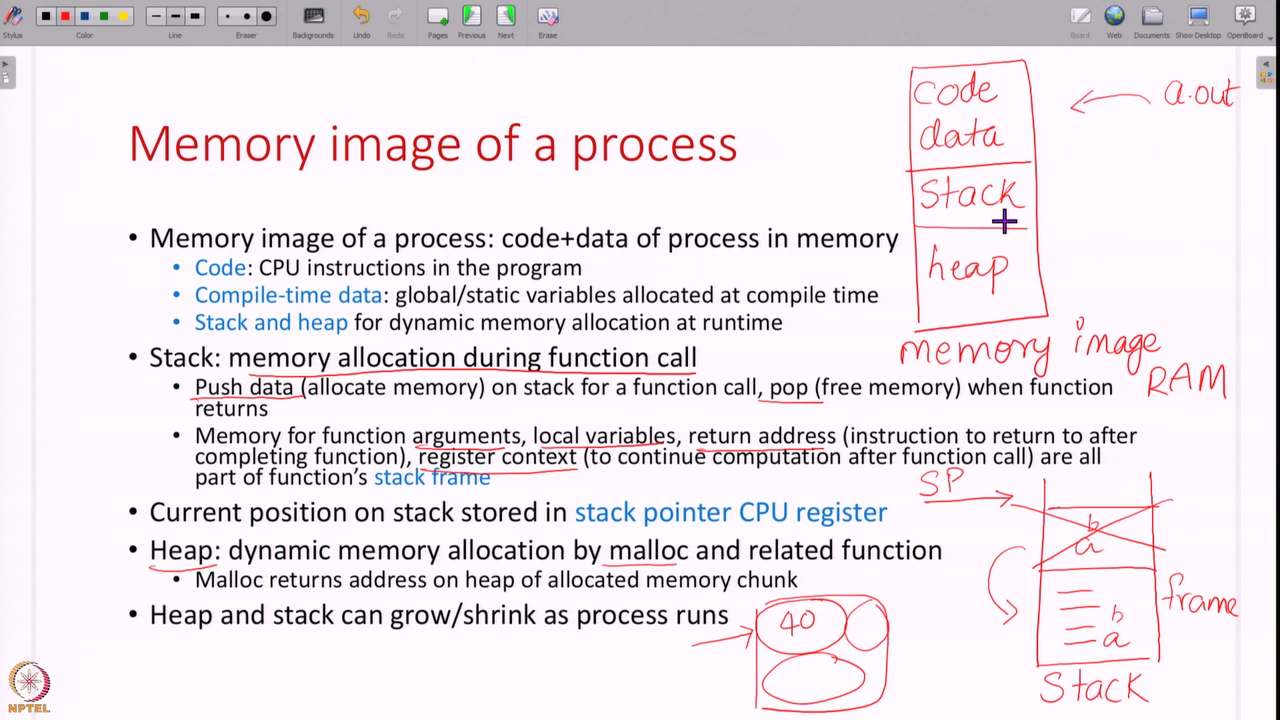 Stylus
Color
Line
Eraser
Backgrounds
Undo
Redo
Pages
Previous
Next
Erase
Board
Web
Documents
Show Desktop
OpenBoard
Memory image of a process
• Memory image of a process: code+data of process in memory
• Code: CPU instructions in the program
• Compile-time data: global/static variables allocated at compile time
• Stack and heap for dynamic memory allocation at runtime
• Stack: memory allocation during function call
• Push data (allocate memory) on stack for a function call, pop (free memory) when function
returns
• Memory for function arguments, local variables, return address (instruction to return to after
completing function), register context (to continue computation after function call) are all
part of function's stack frame
• Current position on stack stored in stack pointer CPU register
• Heap: dynamic memory allocation by malloc and related function
• Malloc returns address on heap of allocated memory chunk
• Heap and stack can grow/shrink as process runs
code
data
Stack
heap
a.out
memory image
RAM
SP
b
a
b
a
frame
Stack
40
NPTEL